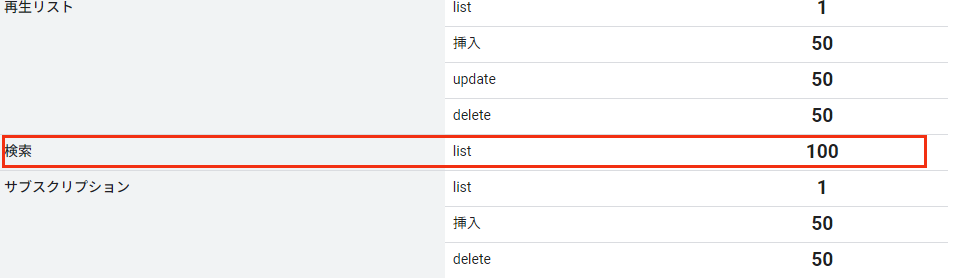 再生リスト list 1
挿入 50
update 50
delete 50
検索 list 100
サブスクリプション list 1
挿入 50
delete 50